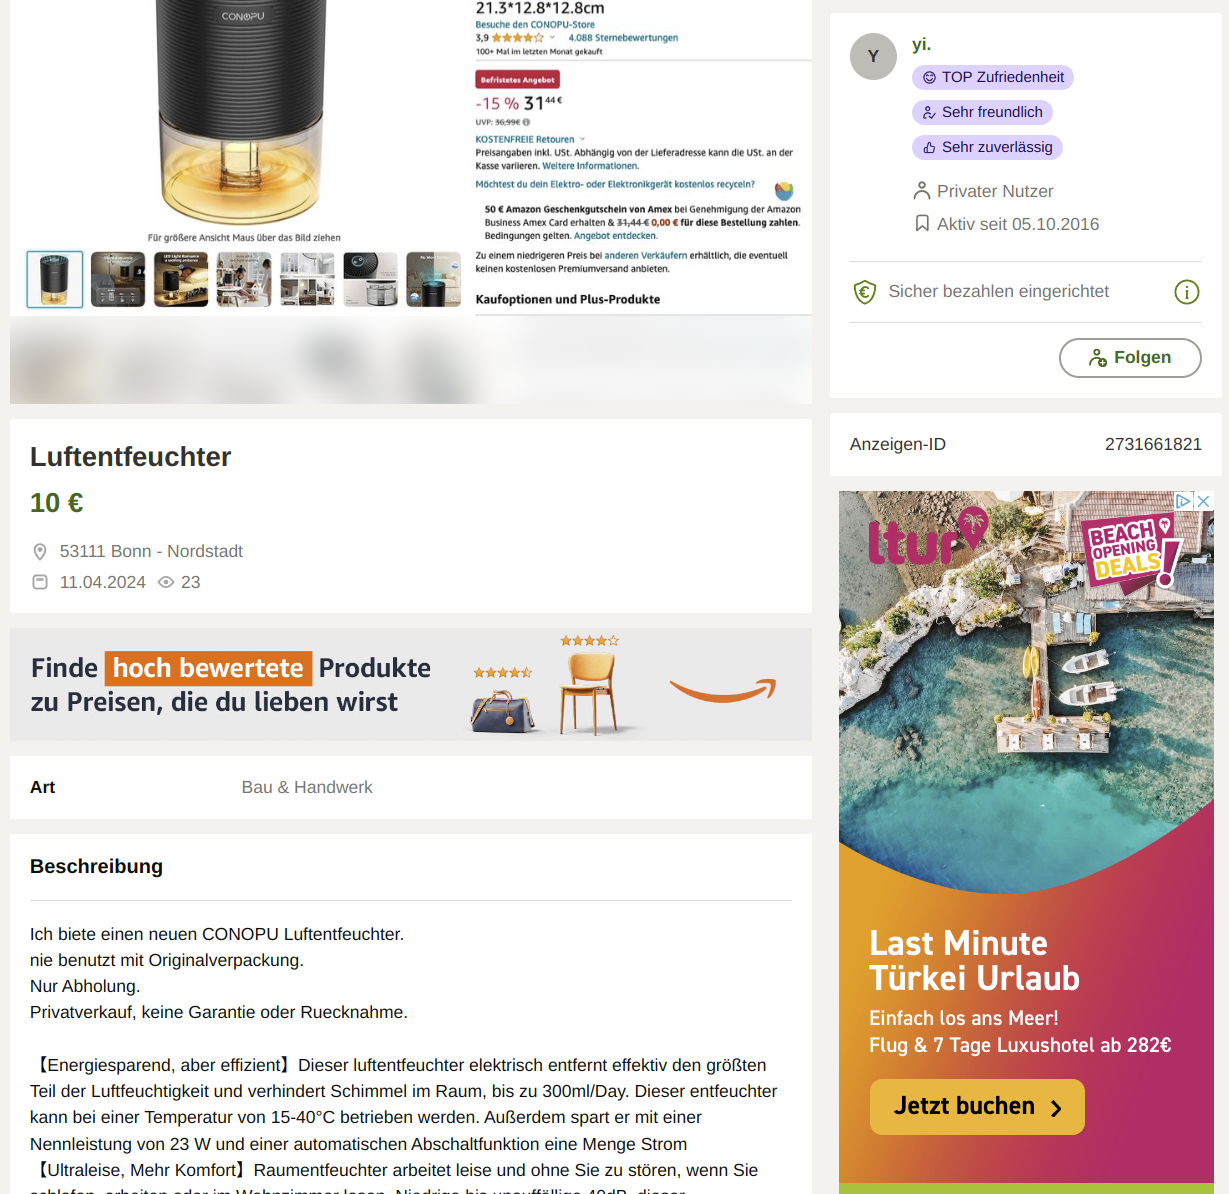 CONOPU
21.3*12.8*12.8cm
Besuche den CONOPU-Store
3,9 4.088 Sternebewertungen
100+ Mal im letzten Monat gekauft
Befristetes Angebot
-15 % 31 44 €
UVP: 36,99€
KOSTENFREIE Retouren
Preisangaben inkl. USt. Abhängig von der Lieferadresse kann die USt. an der
Kasse variieren. Weitere Informationen.
Möchtest du dein Elektro- oder Elektronikgerät kostenlos recyceln?
50 € Amazon Geschenkgutschein von Amex bei Genehmigung der Amazon
Business Amex Card erhalten & 31,44 € 0,00 € für diese Bestellung zahlen.
Bedingungen gelten. Angebot entdecken.
Zu einem niedrigeren Preis bei anderen Verkäufern erhältlich, die eventuell
keinen kostenlosen Premiumversand anbieten.
Kaufoptionen und Plus-Produkte
Für größere Ansicht Maus über das Bild ziehen
Luftentfeuchter
10 €
53111 Bonn - Nordstadt
11.04.2024 23
Finde hoch bewertete Produkte
zu Preisen, die du lieben wirst
Art Bau & Handwerk
Beschreibung
Ich biete einen neuen CONOPU Luftentfeuchter.
nie benutzt mit Originalverpackung.
Nur Abholung.
Privatverkauf, keine Garantie oder Ruecknahme.
【Energiesparend, aber effizient】Dieser luftentfeuchter elektrisch entfernt effektiv den größten
Teil der Luftfeuchtigkeit und verhindert Schimmel im Raum, bis zu 300ml/Day. Dieser entfeuchter
kann bei einer Temperatur von 15-40°C betrieben werden. Außerdem spart er mit einer
Nennleistung von 23 W und einer automatischen Abschaltfunktion eine Menge Strom
【Ultraleise, Mehr Komfort】Raumentfeuchter arbeitet leise und ohne Sie zu stören, wenn Sie
Y
yi.
TOP Zufriedenheit
Sehr freundlich
Sehr zuverlässig
Privater Nutzer
Aktiv seit 05.10.2016
Sicher bezahlen eingerichtet
Folgen
Anzeigen-ID 2731661821
ltur
BEACH
OPENING
DEALS!
Last Minute
Türkei Urlaub
Einfach los ans Meer!
Flug & 7 Tage Luxushotel ab 282€
Jetzt buchen